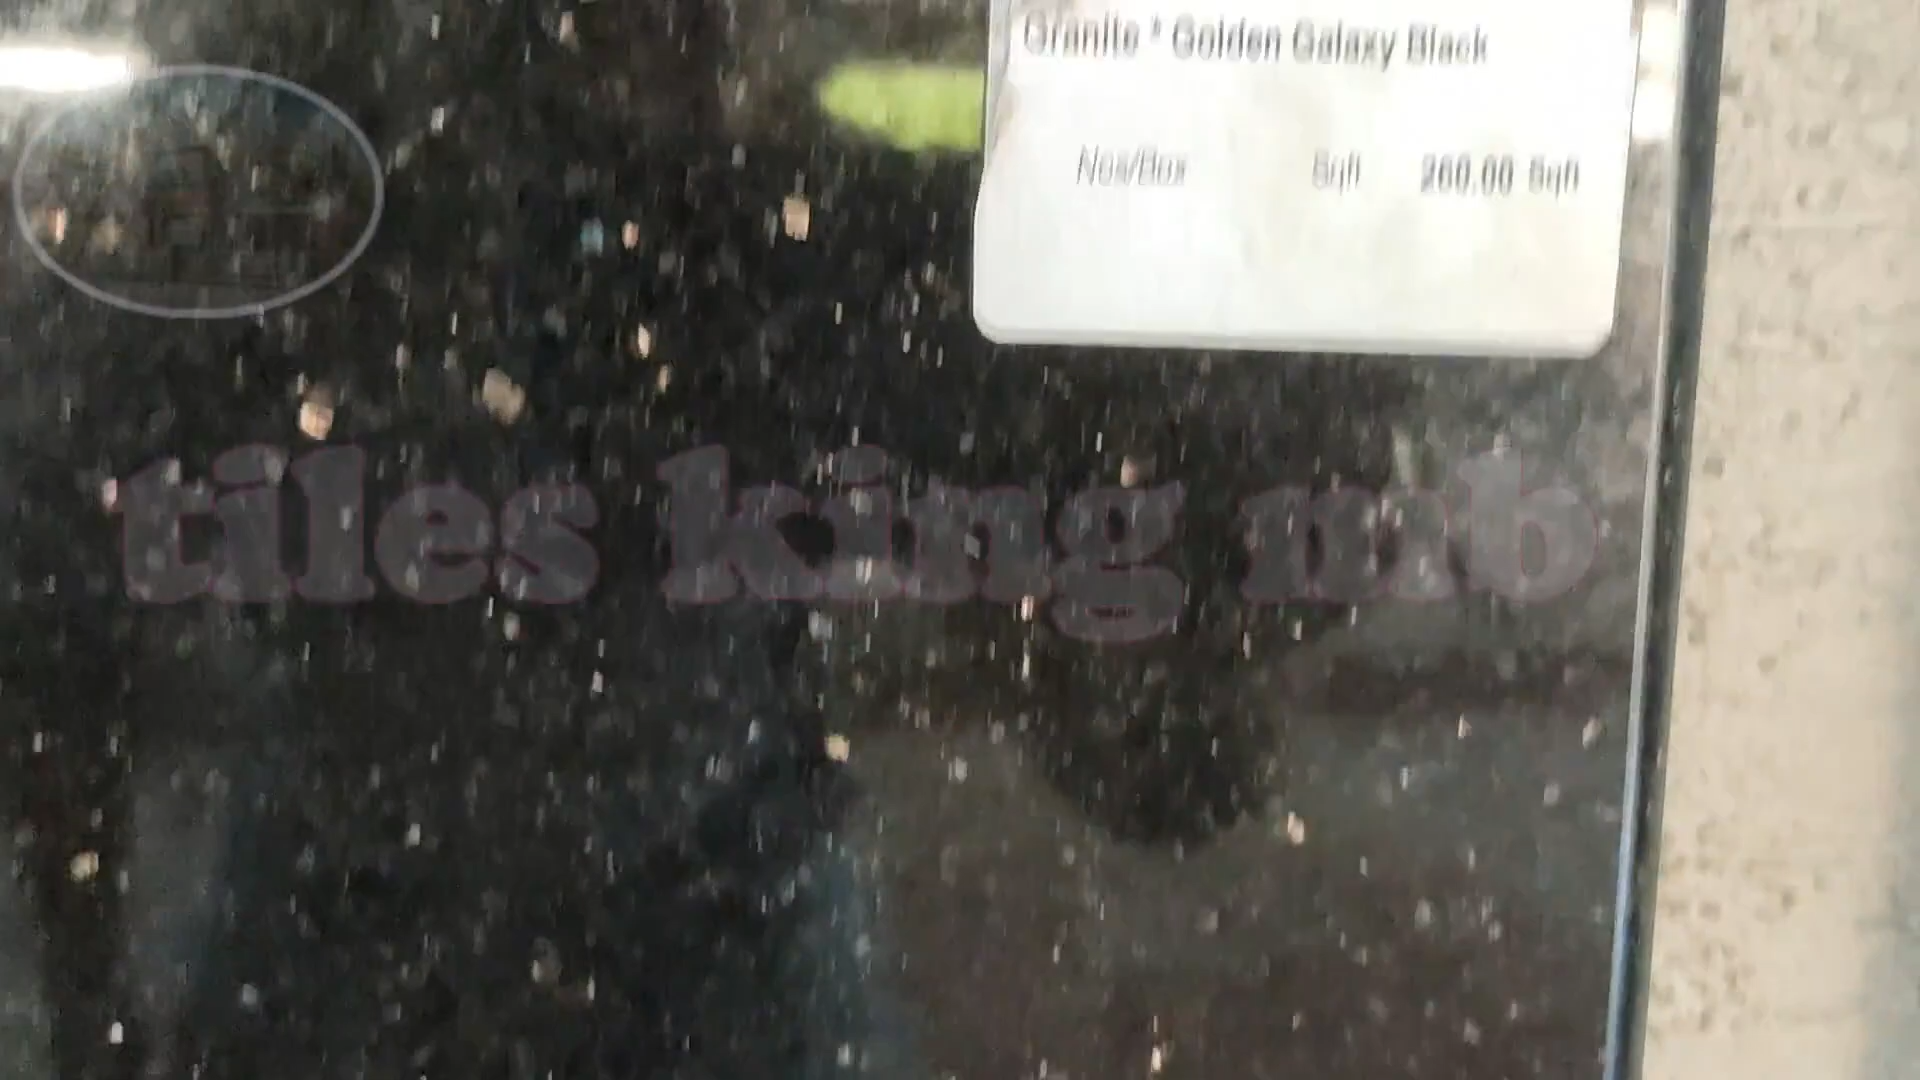 Granite * Golden Galaxy Black
Nos/Box Sqft 260.00 Sqft
tiles king mb